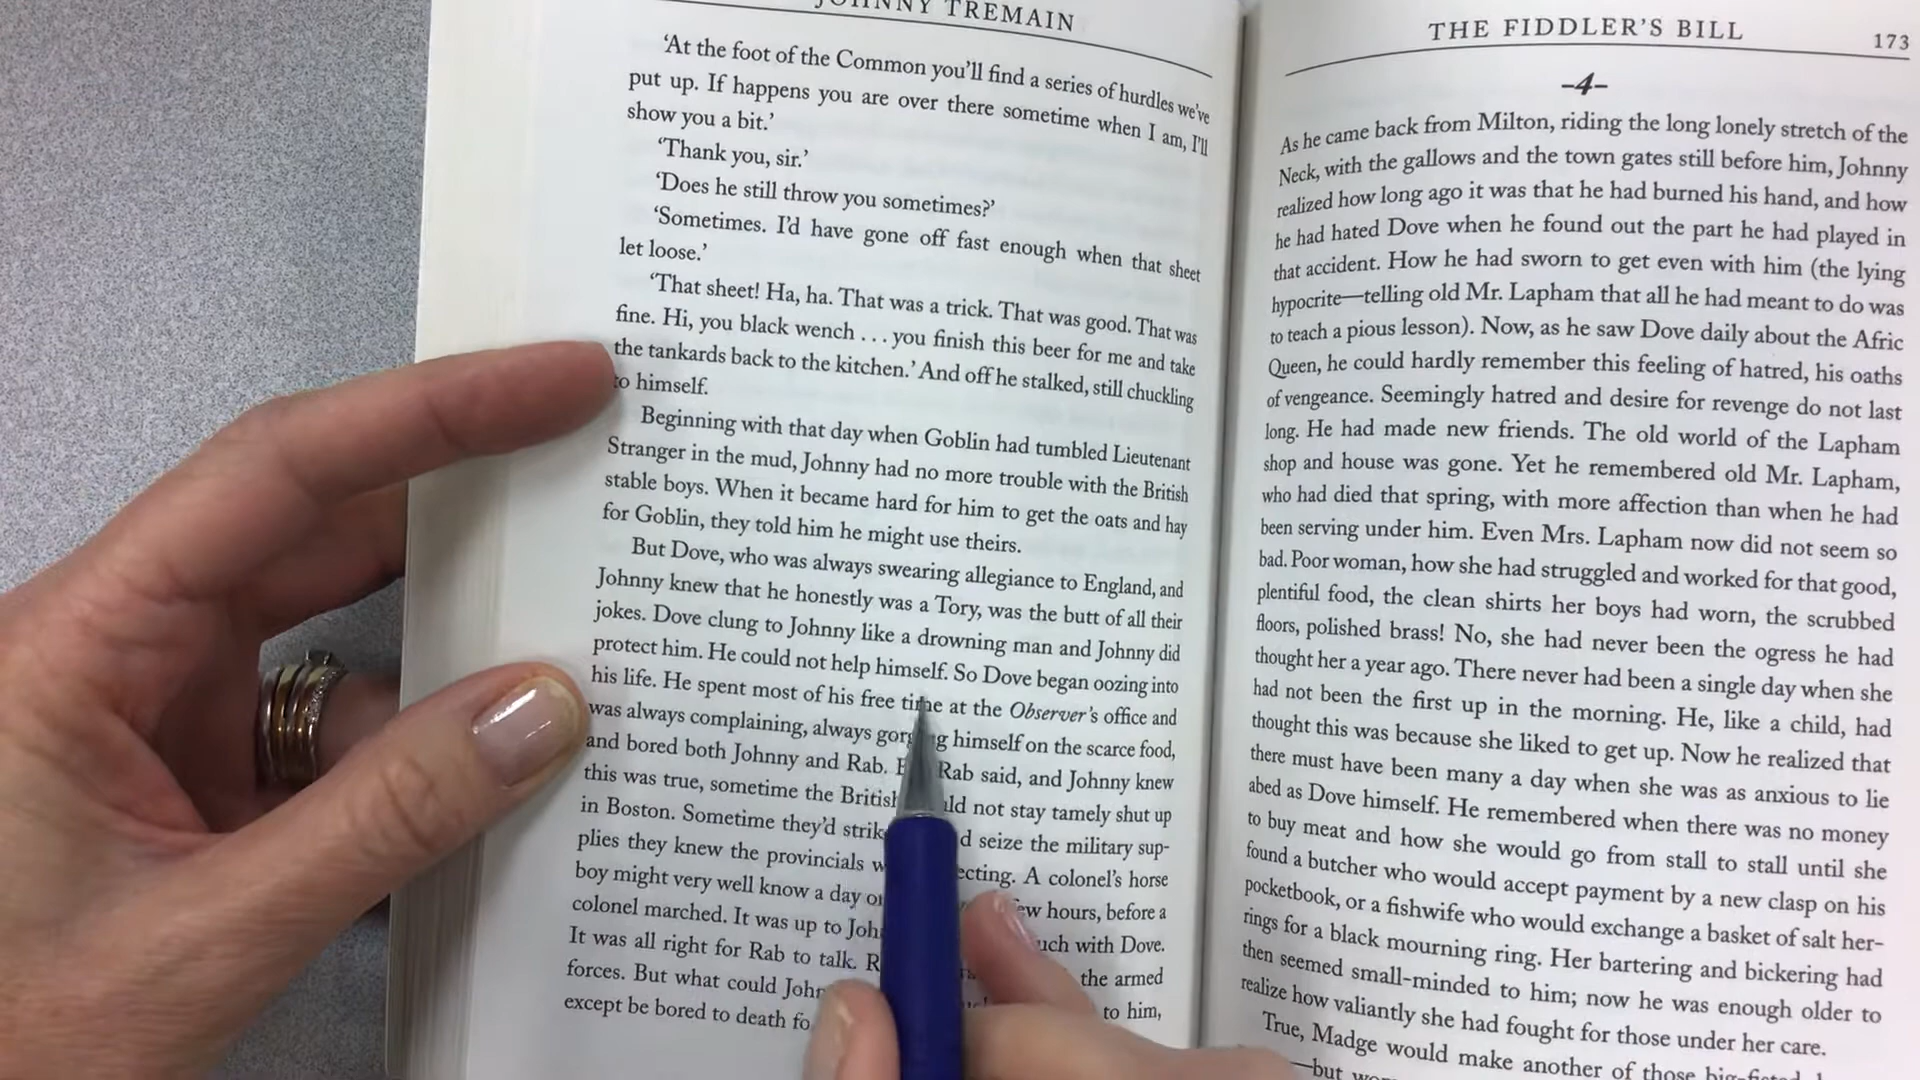 JOHNNY TREMAIN
'At the foot of the Common you'll find a series of hurdles we've
put up. If happens you are over there sometime when I am, I'll
show you a bit.'
'Thank you, sir.'
'Does he still throw you sometimes?'
'Sometimes. I'd have gone off fast enough when that sheet
let loose.'
'That sheet! Ha, ha. That was a trick. That was good. That was
fine. Hi, you black wench . . . you finish this beer for me and take
the tankards back to the kitchen.' And off he stalked, still chuckling
to himself.
Beginning with that day when Goblin had tumbled Lieutenant
Stranger in the mud, Johnny had no more trouble with the British
stable boys. When it became hard for him to get the oats and hay
for Goblin, they told him he might use theirs.
But Dove, who was always swearing allegiance to England, and
Johnny knew that he honestly was a Tory, was the butt of all their
jokes. Dove clung to Johnny like a drowning man and Johnny did
protect him. He could not help himself. So Dove began oozing into
his life. He spent most of his free time at the Observer's office and
was always complaining, always himself on the scarce food,
and bored both Johnny and Rab. Rab said, and Johnny knew
this was true, sometime the British not stay tamely shut up
in Boston. Sometime they'd seize the military sup-
plies they knew the provincials A colonel's horse
boy might very well know a day hours, before a
colonel marched. It was up to with Dove.
It was all right for Rab to talk. the armed
forces. But what could
except be bored to death to him,
THE FIDDLER'S BILL 173
-4-
As he came back from Milton, riding the long lonely stretch of the
Neck, with the gallows and the town gates still before him, Johnny
realized how long ago it was that he had burned his hand, and how
he had hated Dove when he found out the part he had played in
that accident. How he had sworn to get even with him (the lying
hypocrite—telling old Mr. Lapham that all he had meant to do was
to teach a pious lesson). Now, as he saw Dove daily about the Afric
Queen, he could hardly remember this feeling of hatred, his oaths
of vengeance. Seemingly hatred and desire for revenge do not last
long. He had made new friends. The old world of the Lapham
shop and house was gone. Yet he remembered old Mr. Lapham,
who had died that spring, with more affection than when he had
been serving under him. Even Mrs. Lapham now did not seem so
bad. Poor woman, how she had struggled and worked for that good,
plentiful food, the clean shirts her boys had worn, the scrubbed
floors, polished brass! No, she had never been the ogress he had
thought her a year ago. There never had been a single day when she
had not been the first up in the morning. He, like a child, had
thought this was because she liked to get up. Now he realized that
there must have been many a day when she was as anxious to lie
abed as Dove himself. He remembered when there was no money
to buy meat and how she would go from stall to stall until she
found a butcher who would accept payment by a new clasp on his
pocketbook, or a fishwife who would exchange a basket of salt her-
rings for a black mourning ring. Her bartering and bickering had
then seemed small-minded to him; now he was enough older to
realize how valiantly she had fought for those under her care.
True, Madge would make another of those
—but